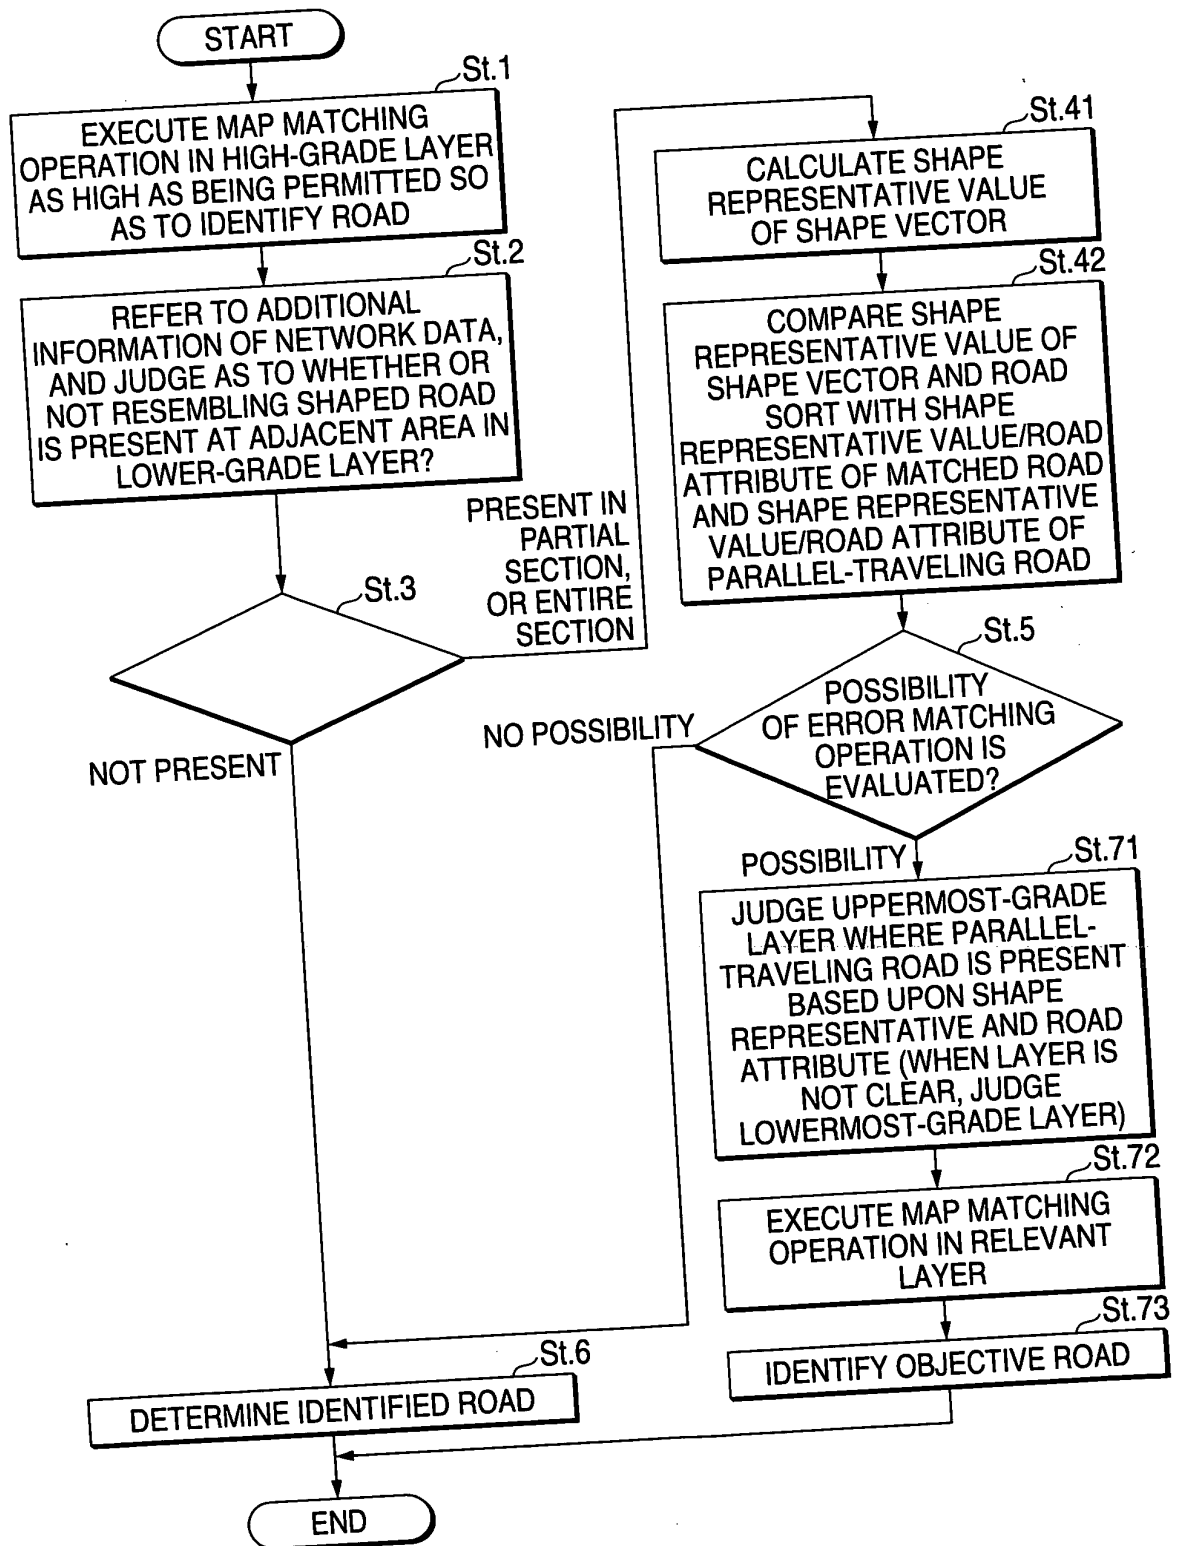 START
St.1
EXECUTE MAP MATCHING
OPERATION IN HIGH-GRADE LAYER
AS HIGH AS BEING PERMITTED SO
AS TO IDENTIFY ROAD
St.2
REFER TO ADDITIONAL
INFORMATION OF NETWORK DATA,
AND JUDGE AS TO WHETHER OR
NOT RESEMBLING SHAPED ROAD
IS PRESENT AT ADJACENT AREA IN
LOWER-GRADE LAYER?
St.3
PRESENT IN
PARTIAL
SECTION,
OR ENTIRE
SECTION
NOT PRESENT
St.41
CALCULATE SHAPE
REPRESENTATIVE VALUE
OF SHAPE VECTOR
St.42
COMPARE SHAPE
REPRESENTATIVE VALUE OF
SHAPE VECTOR AND ROAD
SORT WITH SHAPE
REPRESENTATIVE VALUE/ROAD
ATTRIBUTE OF MATCHED ROAD
AND SHAPE REPRESENTATIVE
VALUE/ROAD ATTRIBUTE OF
PARALLEL-TRAVELING ROAD
St.5
POSSIBILITY
OF ERROR MATCHING
OPERATION IS
EVALUATED?
NO POSSIBILITY
POSSIBILITY
St.71
JUDGE UPPERMOST-GRADE
LAYER WHERE PARALLEL-
TRAVELING ROAD IS PRESENT
BASED UPON SHAPE
REPRESENTATIVE AND ROAD
ATTRIBUTE (WHEN LAYER IS
NOT CLEAR, JUDGE
LOWERMOST-GRADE LAYER)
St.72
EXECUTE MAP MATCHING
OPERATION IN RELEVANT
LAYER
St.73
IDENTIFY OBJECTIVE ROAD
St.6
DETERMINE IDENTIFIED ROAD
END